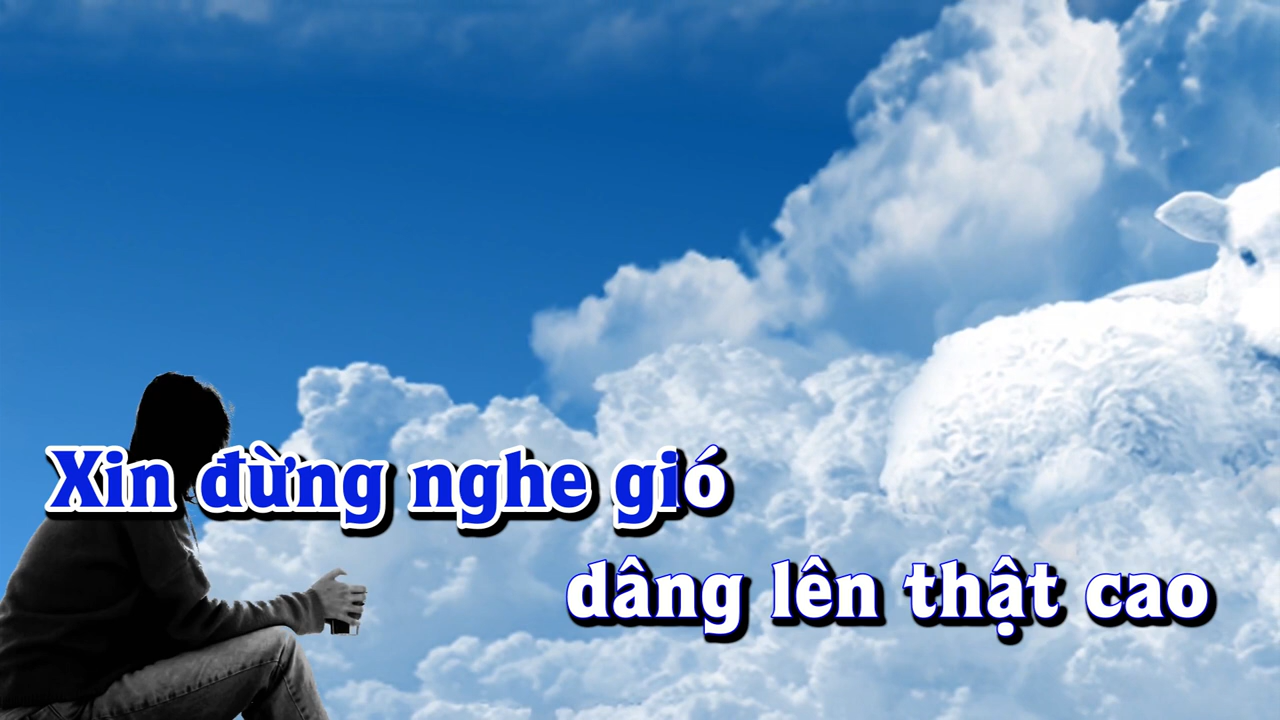 Xin đừng nghe gió
dâng lên thật cao